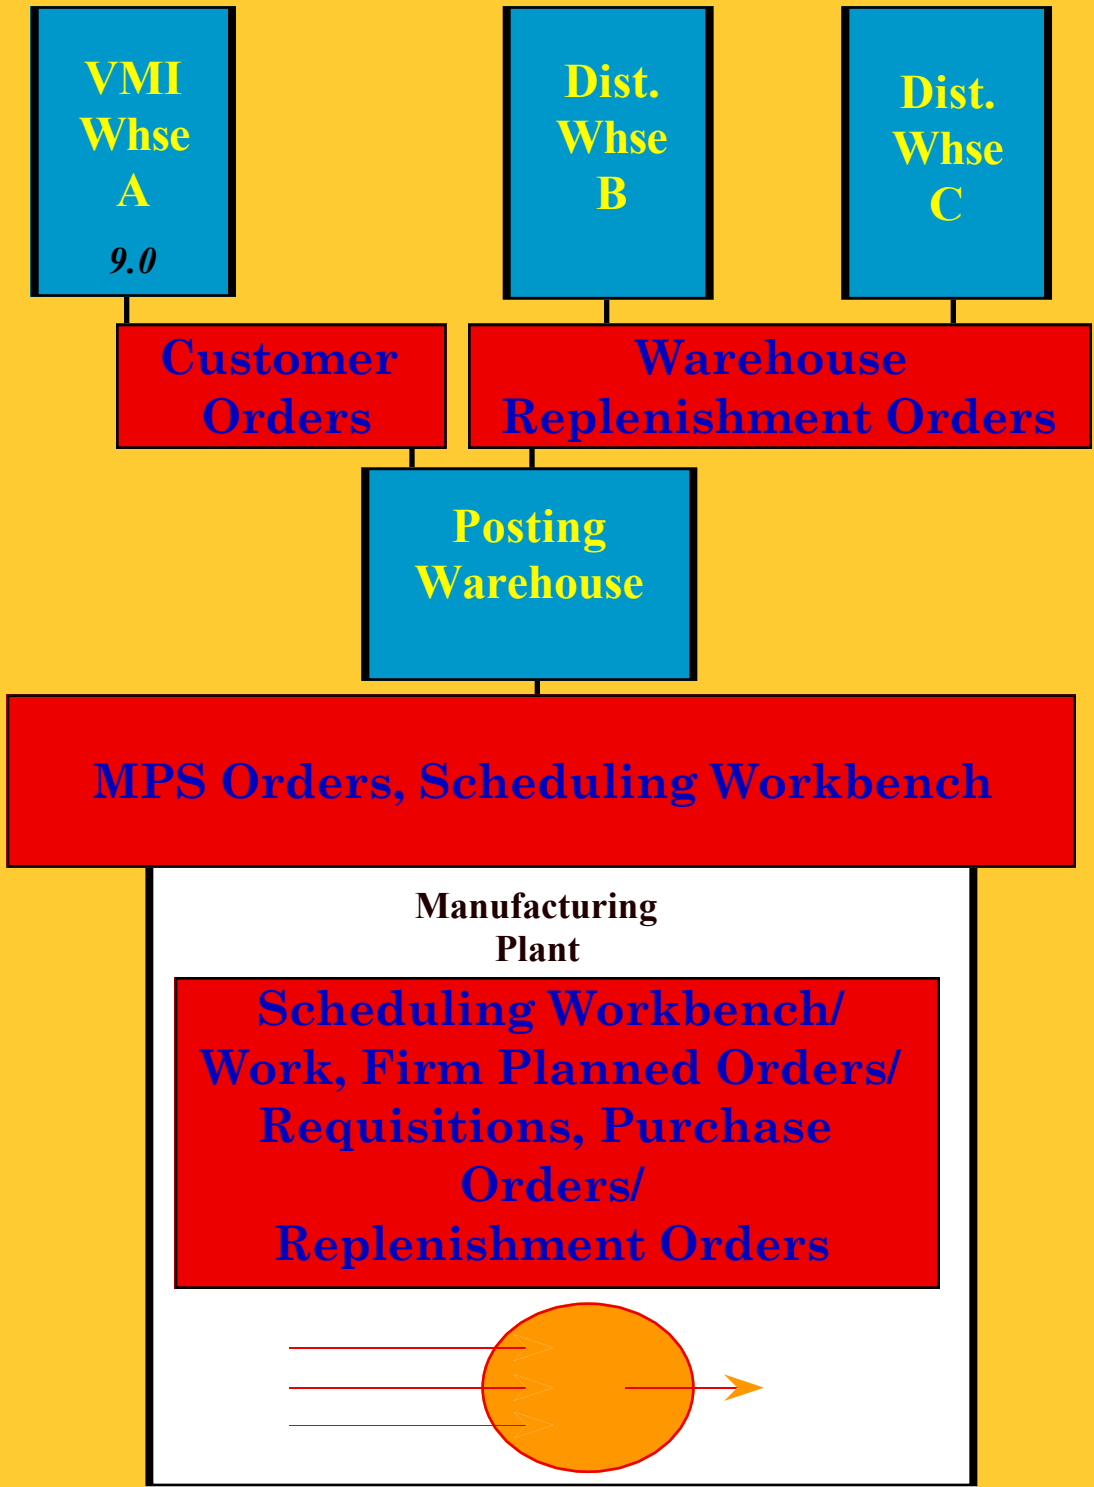 VMI
Whse
A
9.0
Dist.
Whse
B
Dist.
Whse
C
Customer
Orders
Warehouse
Replenishment Orders
Posting
Warehouse
MPS Orders, Scheduling Workbench
Manufacturing
Plant
Scheduling Workbench/
Work, Firm Planned Orders/
Requisitions, Purchase
Orders/
Replenishment Orders